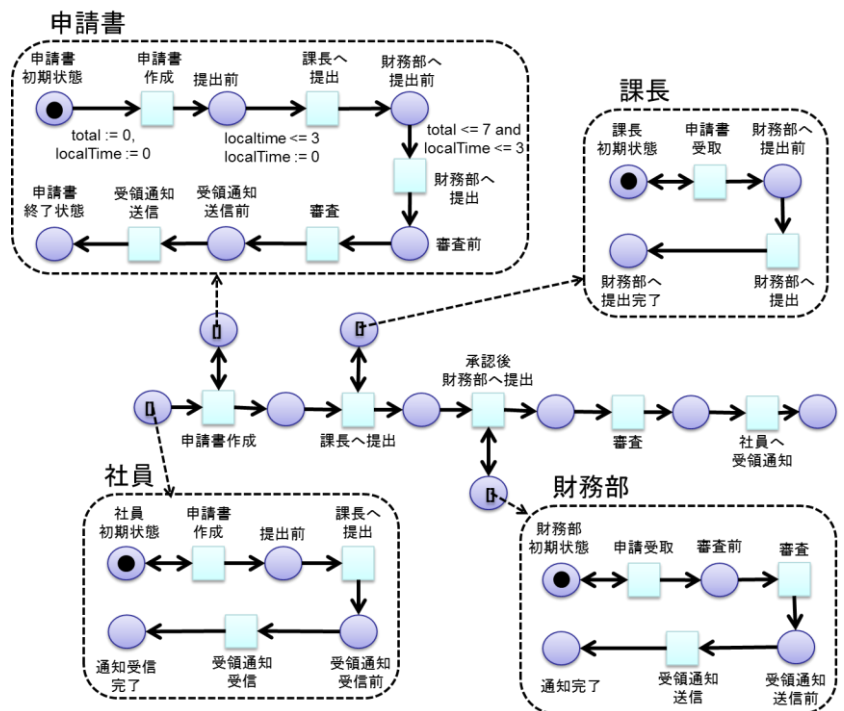 申請書
申請書
初期状態
申請書
作成
提出前
課長へ
提出
財務部へ
提出前
total := 0,
localTime := 0
localtime <= 3
localTime := 0
total <= 7 and
localTime <= 3
財務部へ
提出
申請書
終了状態
受領通知
送信
受領通知
送信前
審査
審査前
課長
課長
初期状態
申請書
受取
財務部へ
提出前
財務部へ
提出完了
財務部へ
提出
申請書作成
課長へ提出
承認後
財務部へ提出
審査
社員へ
受領通知
社員
社員
初期状態
申請書
作成
提出前
課長へ
提出
通知受信
完了
受領通知
受信
受領通知
受信前
財務部
財務部
初期状態
申請受取
審査前
審査
通知完了
受領通知
送信
受領通知
送信前